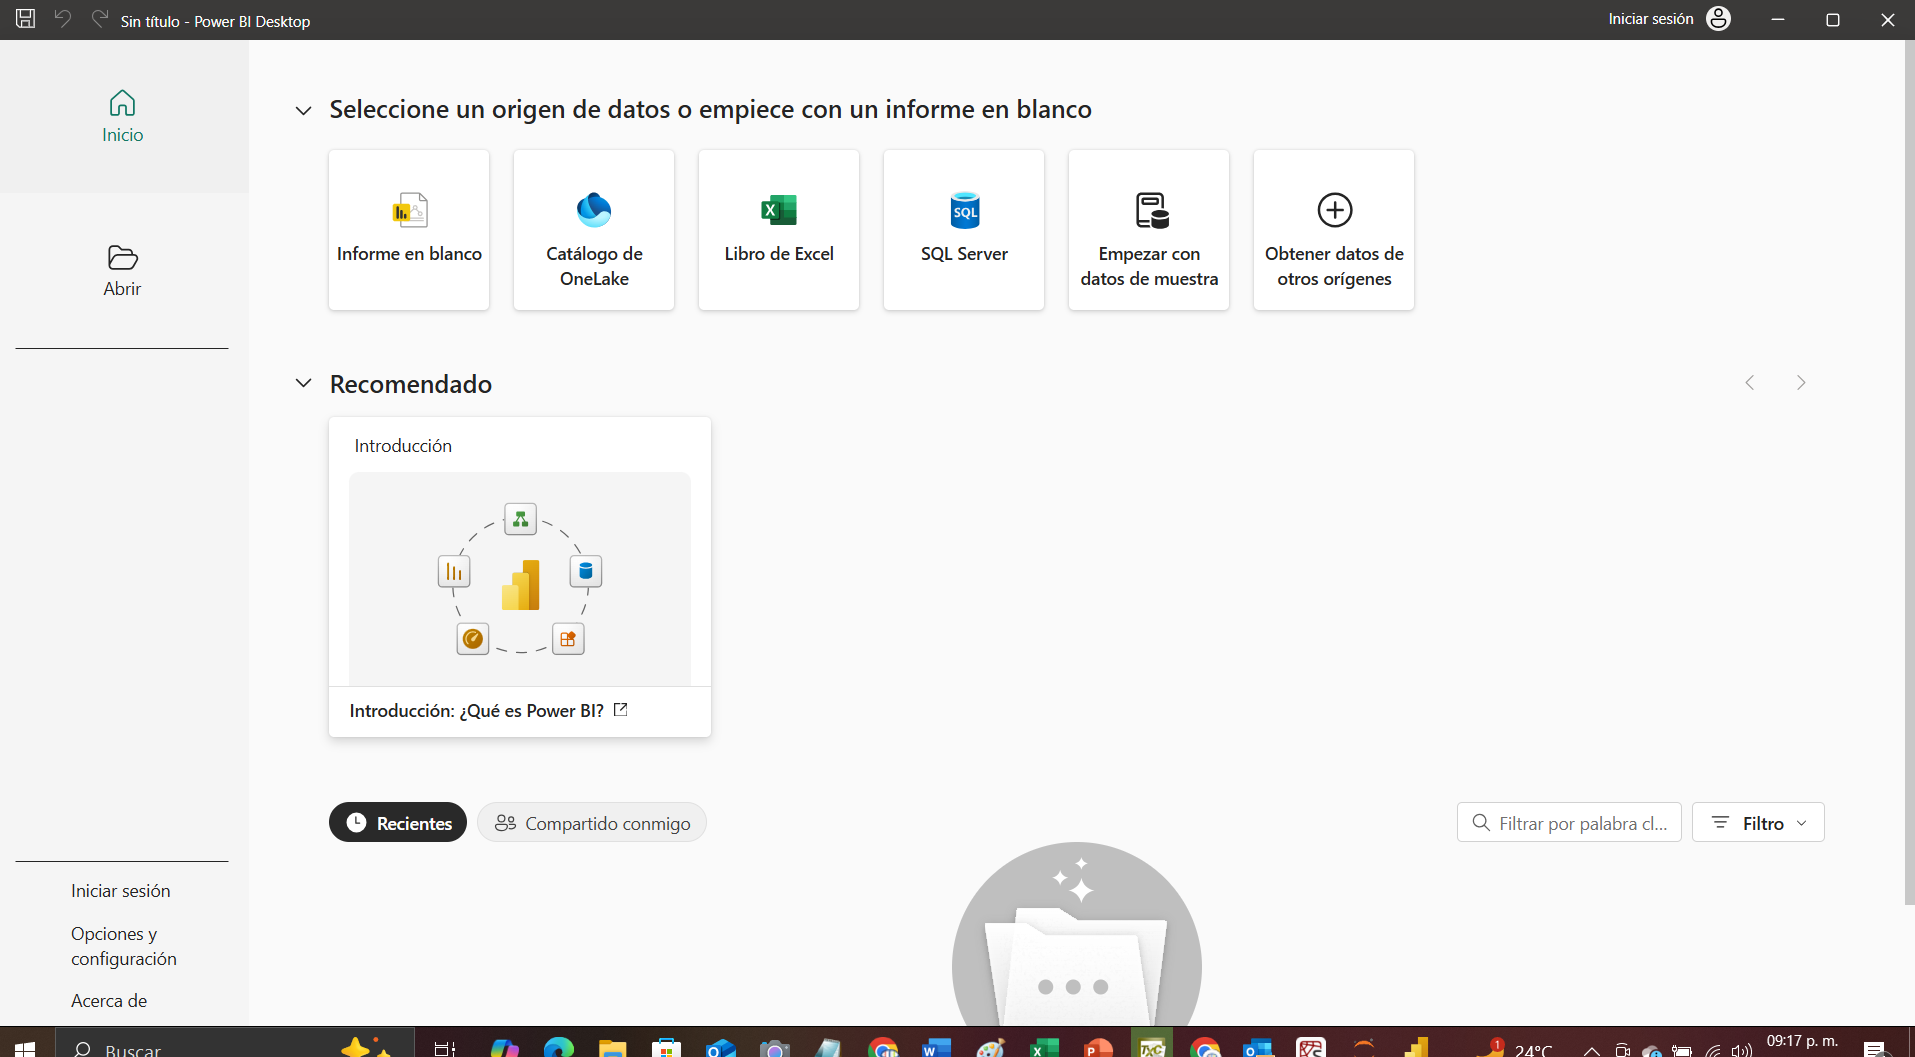 Sin título - Power BI Desktop
Iniciar sesión
Inicio
Abrir
Seleccione un origen de datos o empiece con un informe en blanco
Informe en blanco
Catálogo de
OneLake
Libro de Excel
SQL
SQL Server
Empezar con
datos de muestra
Obtener datos de
otros orígenes
Recomendado
Introducción
Introducción: ¿Qué es Power BI?
Recientes
Compartido conmigo
Filtrar por palabra cl...
Filtro
Iniciar sesión
Opciones y
configuración
Acerca de
Buscar
1
24°C
09:17 p. m.